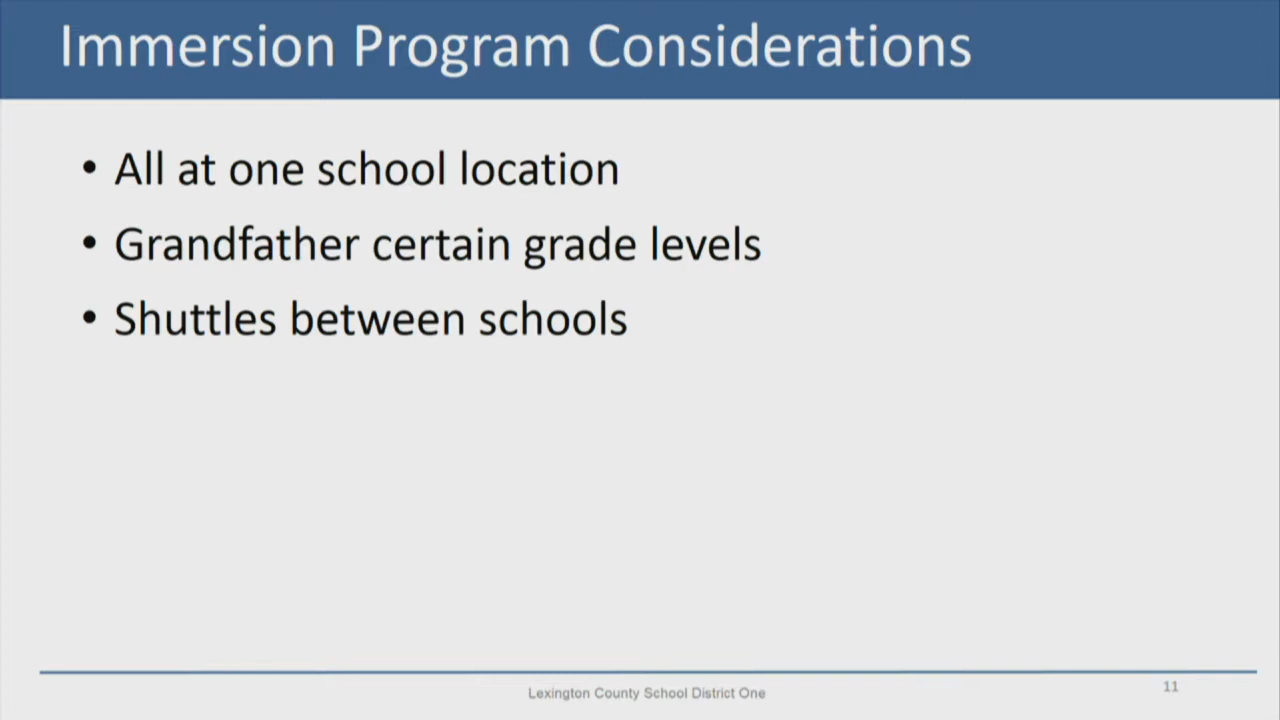 Immersion Program Considerations
• All at one school location
• Grandfather certain grade levels
• Shuttles between schools
Lexington County School District One
11